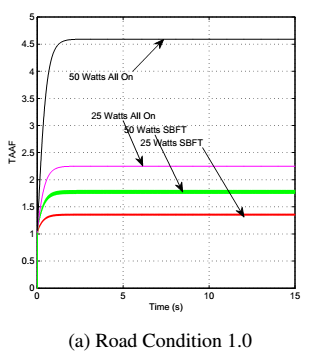 5
4.5
4
3.5
3
2.5
2
1.5
1
0.5
0
TAAF
50 Watts All On
25 Watts All On
50 Watts SBFT
25 Watts SBFT
0 5 10 15
Time (s)
(a) Road Condition 1.0